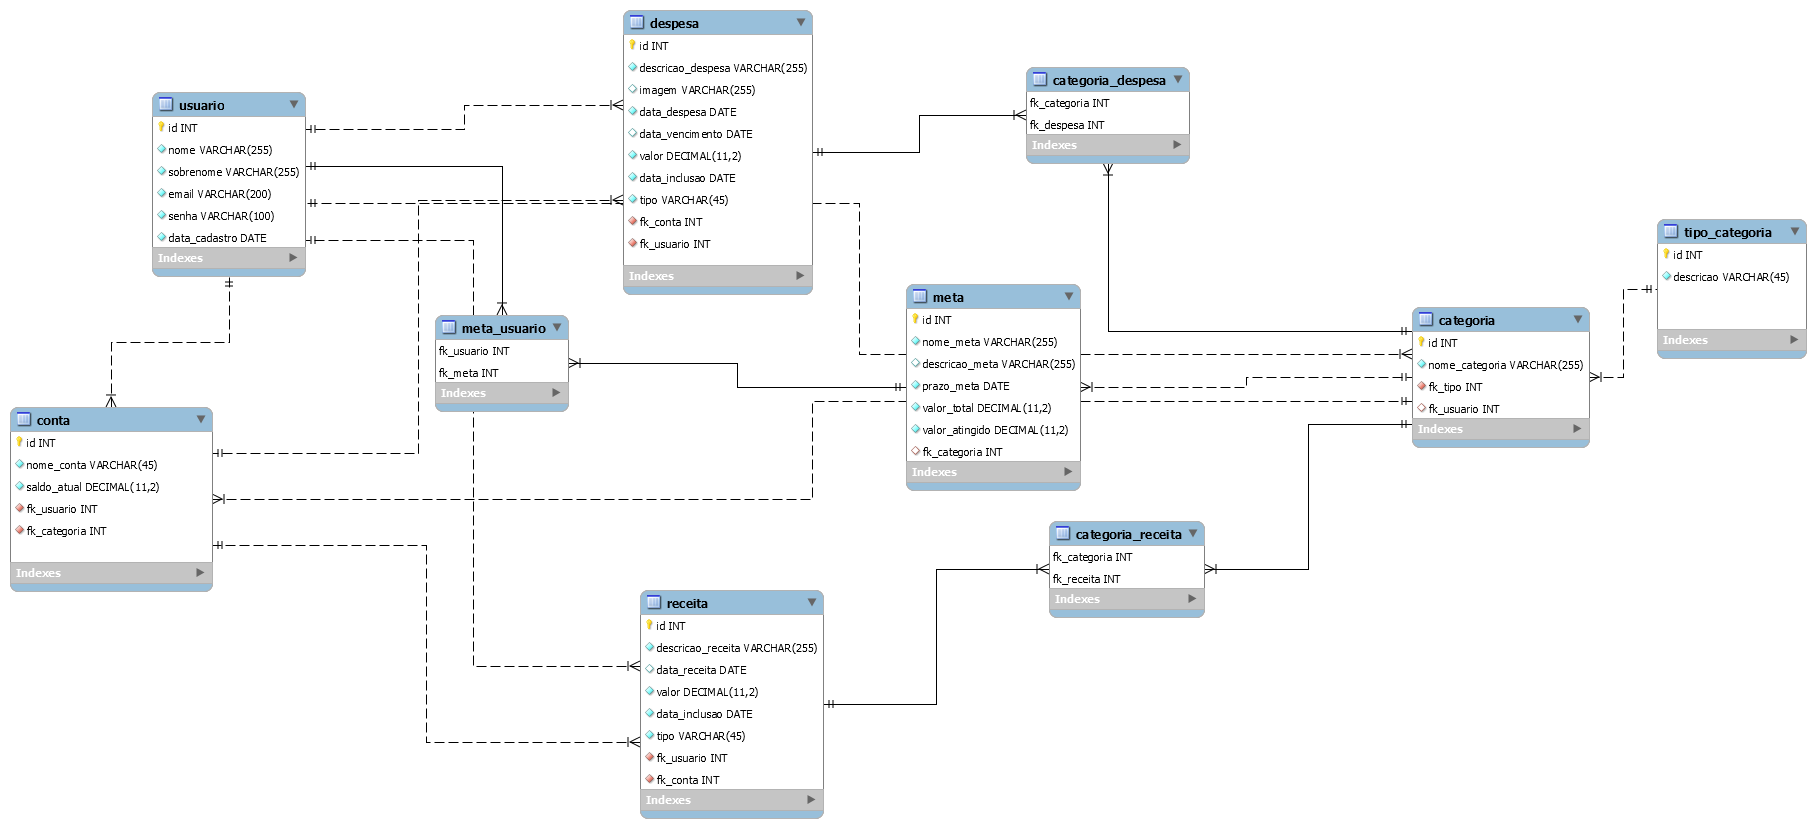 despesa
id INT
descricao_despesa VARCHAR(255)
imagem VARCHAR(255)
data_despesa DATE
data_vencimento DATE
valor DECIMAL(11,2)
data_inclusao DATE
tipo VARCHAR(45)
fk_conta INT
fk_usuario INT
Indexes
categoria_despesa
fk_categoria INT
fk_despesa INT
Indexes
usuario
id INT
nome VARCHAR(255)
sobrenome VARCHAR(255)
email VARCHAR(200)
senha VARCHAR(100)
data_cadastro DATE
Indexes
tipo_categoria
id INT
descricao VARCHAR(45)
Indexes
meta
id INT
nome_meta VARCHAR(255)
descricao_meta VARCHAR(255)
prazo_meta DATE
valor_total DECIMAL(11,2)
valor_atingido DECIMAL(11,2)
fk_categoria INT
Indexes
categoria
id INT
nome_categoria VARCHAR(255)
fk_tipo INT
fk_usuario INT
Indexes
meta_usuario
fk_usuario INT
fk_meta INT
Indexes
conta
id INT
nome_conta VARCHAR(45)
saldo_atual DECIMAL(11,2)
fk_usuario INT
fk_categoria INT
Indexes
categoria_receita
fk_categoria INT
fk_receita INT
Indexes
receita
id INT
descricao_receita VARCHAR(255)
data_receita DATE
valor DECIMAL(11,2)
data_inclusao DATE
tipo VARCHAR(45)
fk_usuario INT
fk_conta INT
Indexes